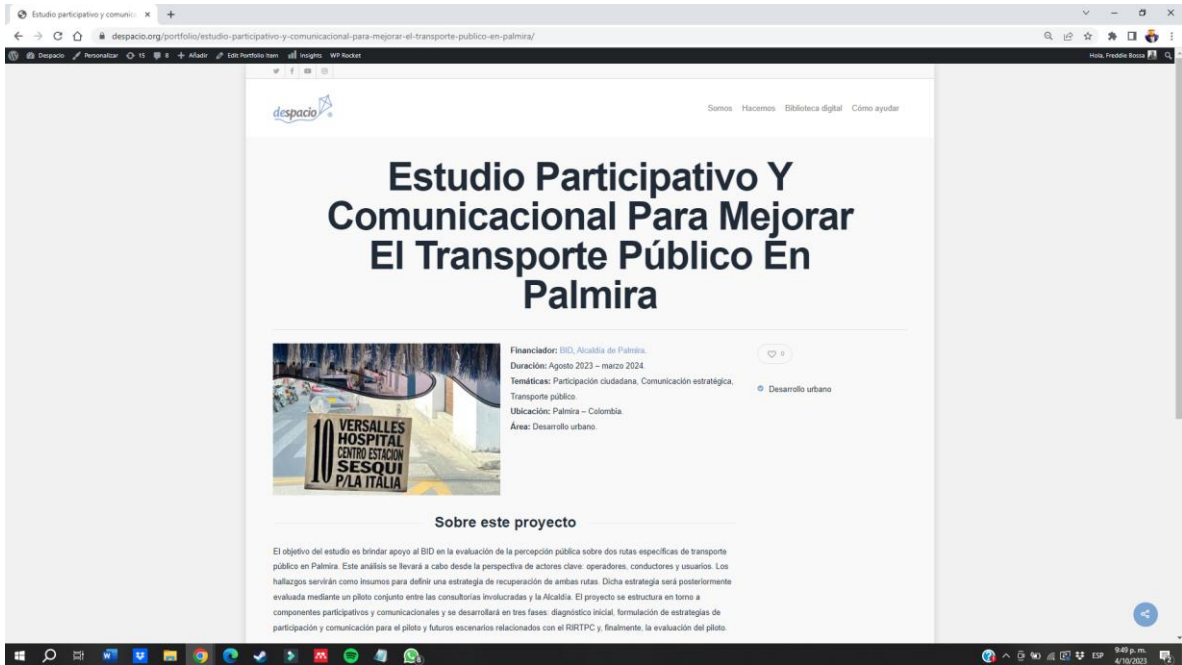 Estudio participativo y comunic
despacio.org/portfolio/estudio-participativo-y-comunicacional-para-mejorar-el-transporte-publico-en-palmira/
Despacio Personalizar 15 8 Añadir Edit Portfolio Item Insights WP Rocket Hola, Freddie Bossa
despacio
Somos Hacemos Biblioteca digital Cómo ayudar
Estudio Participativo Y
Comunicacional Para Mejorar
El Transporte Público En
Palmira
Financiador: BID, Alcaldía de Palmira.
Duración: Agosto 2023 – marzo 2024.
Temáticas: Participación ciudadana, Comunicación estratégica,
Transporte público.
Ubicación: Palmira – Colombia.
Área: Desarrollo urbano.
0
Desarrollo urbano
10 VERSALLES
HOSPITAL
CENTRO ESTACION
SESQUI
P/LA ITALIA
Sobre este proyecto
El objetivo del estudio es brindar apoyo al BID en la evaluación de la percepción pública sobre dos rutas específicas de transporte
público en Palmira. Este análisis se llevará a cabo desde la perspectiva de actores clave: operadores, conductores y usuarios. Los
hallazgos servirán como insumos para definir una estrategia de recuperación de ambas rutas. Dicha estrategia será posteriormente
evaluada mediante un piloto conjunto entre las consultorías involucradas y la Alcaldía. El proyecto se estructura en torno a
componentes participativos y comunicacionales y se desarrollará en tres fases: diagnóstico inicial, formulación de estrategias de
participación y comunicación para el piloto y futuros escenarios relacionados con el RIRTPC y, finalmente, la evaluación del piloto.
ESP
9:49 p. m.
4/10/2023